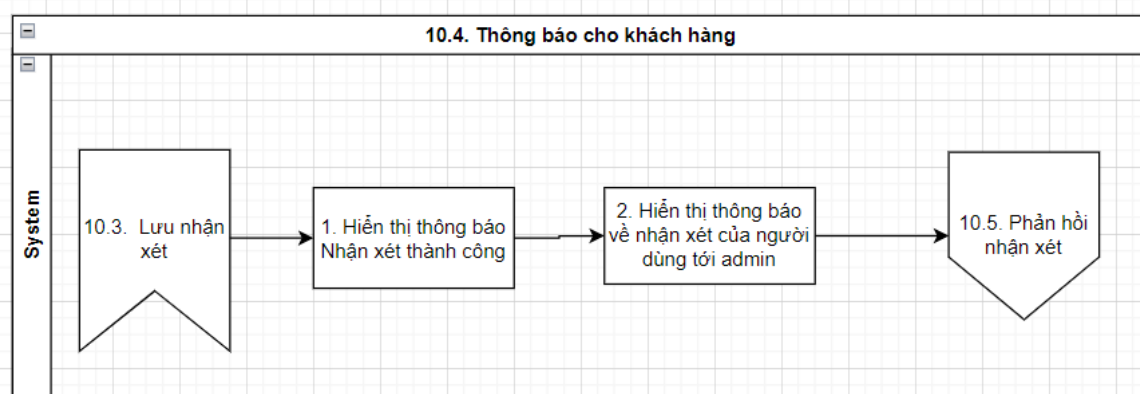 10.4. Thông báo cho khách hàng
System
10.3. Lưu nhận
xét
1. Hiển thị thông báo
Nhận xét thành công
2. Hiển thị thông báo
về nhận xét của người
dùng tới admin
10.5. Phản hồi
nhận xét